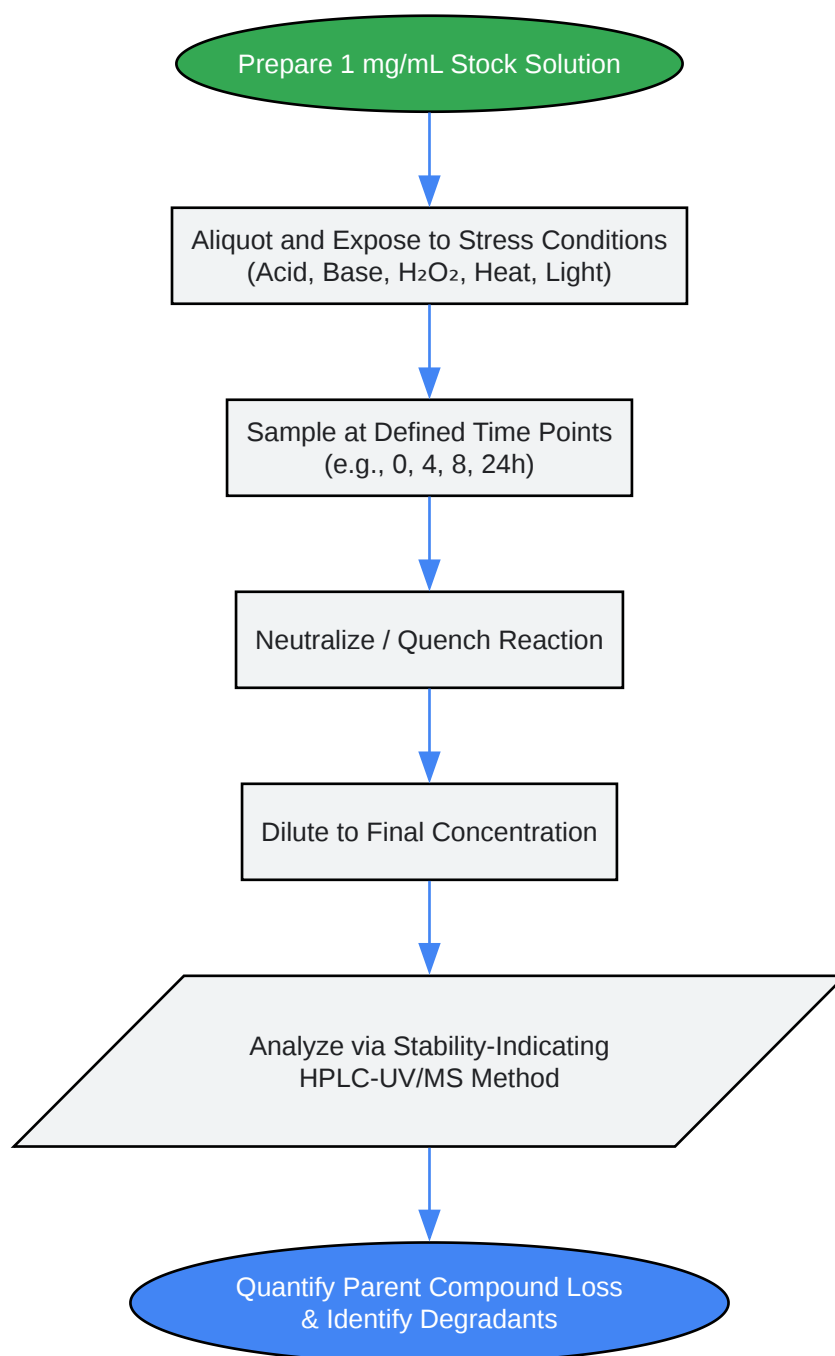 Prepare 1 mg/mL Stock Solution
Aliquot and Expose to Stress Conditions
(Acid, Base, H₂O₂, Heat, Light)
Sample at Defined Time Points
(e.g., 0, 4, 8, 24h)
Neutralize / Quench Reaction
Dilute to Final Concentration
Analyze via Stability-Indicating
HPLC-UV/MS Method
Quantify Parent Compound Loss
& Identify Degradants